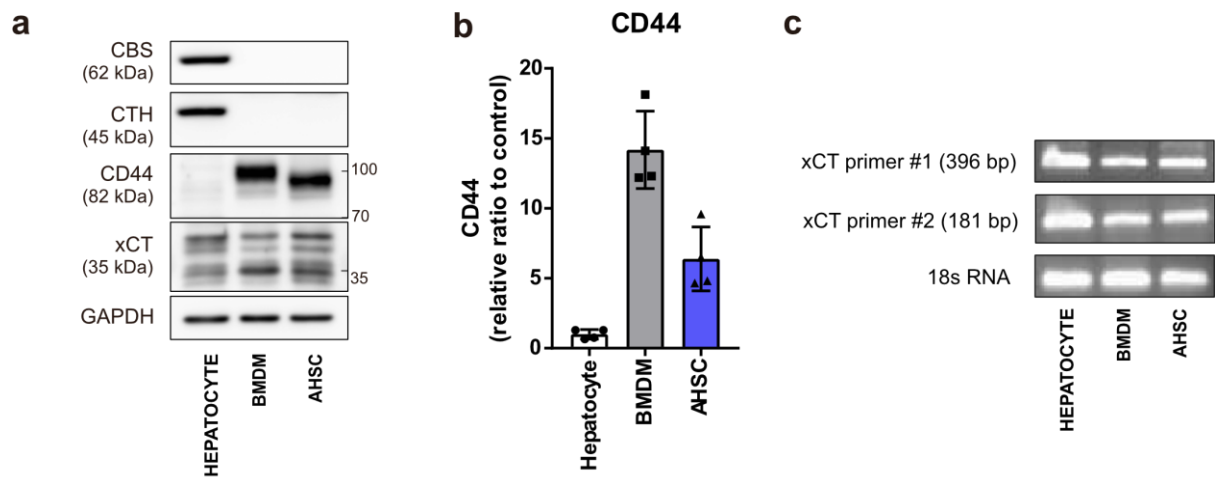 a
CBS
(62 kDa)
CTH
(45 kDa)
CD44
(82 kDa)
100
70
xCT
(35 kDa)
35
GAPDH
HEPATOCYTE
BMDM
AHSC
b
CD44
CD44
(relative ratio to control)
20
15
10
5
0
Hepatocyte
BMDM
AHSC
c
xCT primer #1 (396 bp)
xCT primer #2 (181 bp)
18s RNA
HEPATOCYTE
BMDM
AHSC